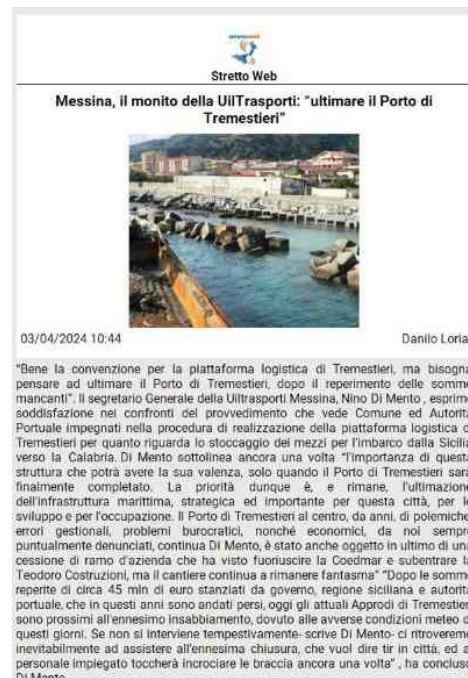 Stretto Web
Messina, il monito della UilTrasporti: "ultimare il Porto di
Tremestieri"
03/04/2024 10:44
Danilo Loria
"Bene la convenzione per la piattaforma logistica di Tremestieri, ma bisogna
pensare ad ultimare il Porto di Tremestieri, dopo il reperimento delle somme
mancanti". Il segretario Generale della Uiltrasporti Messina, Nino Di Mento , esprime
soddisfazione nei confronti del provvedimento che vede Comune ed Autorità
Portuale impegnati nella procedura di realizzazione della piattaforma logistica di
Tremestieri per quanto riguarda lo stoccaggio dei mezzi per l'imbarco dalla Sicilia
verso la Calabria. Di Mento sottolinea ancora una volta "l'importanza di questa
struttura che potrà avere la sua valenza, solo quando il Porto di Tremestieri sarà
finalmente completato. La priorità dunque è, e rimane, l'ultimazione
dell'infrastruttura marittima, strategica ed importante per questa città, per lo
sviluppo e per l'occupazione. Il Porto di Tremestieri al centro, da anni, di polemiche,
errori gestionali, problemi burocratici, nonché economici, da noi sempre
puntualmente denunciati, continua Di Mento, è stato anche oggetto in ultimo di una
cessione di ramo d'azienda che ha visto fuoriuscire la Coedmar e subentrare la
Teodoro Costruzioni, ma il cantiere continua a rimanere fantasma" "Dopo le somme
reperite di circa 45 mln di euro stanziati da governo, regione siciliana e autorità
portuale, che in questi anni sono andati persi, oggi gli attuali Approdi di Tremestieri
sono prossimi all'ennesimo insabbiamento, dovuto alle avverse condizioni meteo di
questi giorni. Se non si interviene tempestivamente- scrive Di Mento- ci ritroveremo
inevitabilmente ad assistere all'ennesima chiusura, che vuol dire tir in città, ed al
personale impiegato toccherà incrociare le braccia ancora una volta" , ha concluso
Di Mento